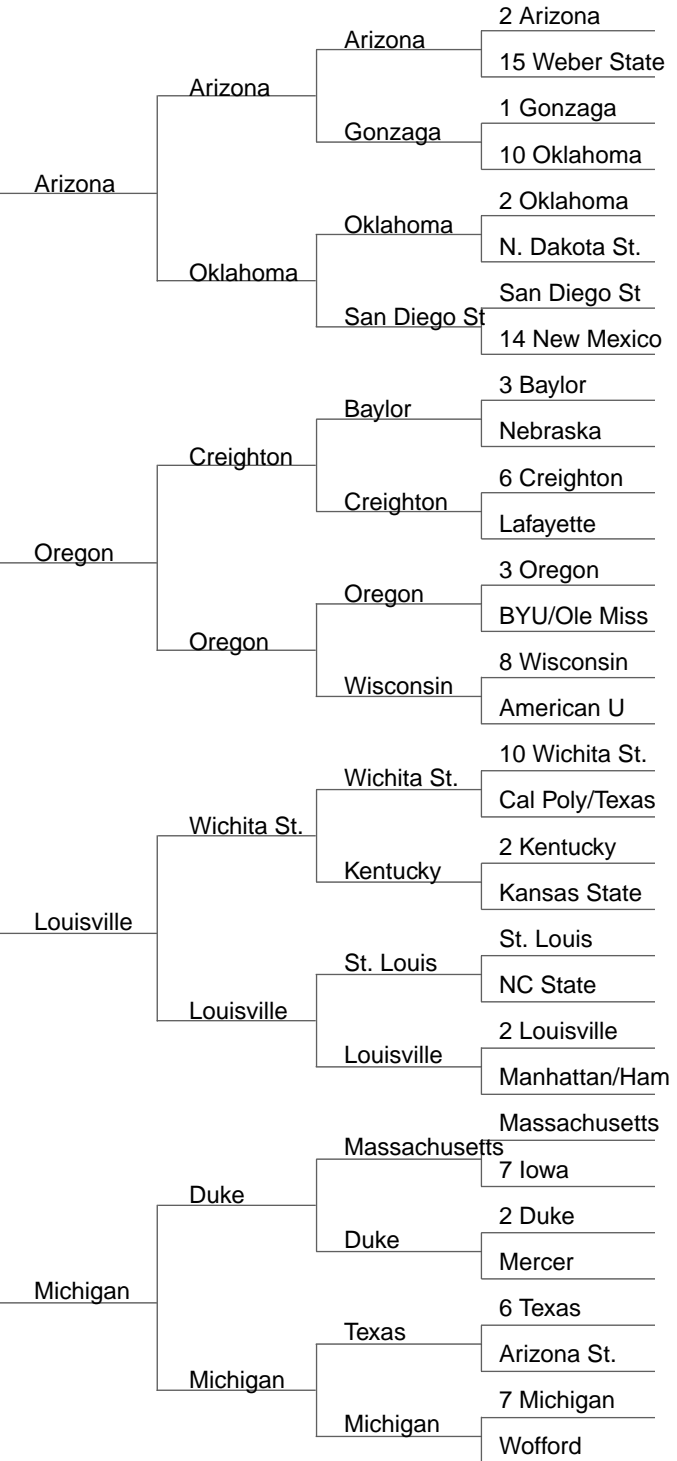 2 Arizona
Arizona
15 Weber State
Arizona
1 Gonzaga
Gonzaga
10 Oklahoma
Arizona
2 Oklahoma
Oklahoma
N. Dakota St.
Oklahoma
San Diego St
San Diego St
14 New Mexico
3 Baylor
Baylor
Nebraska
Creighton
6 Creighton
Creighton
Lafayette
Oregon
3 Oregon
Oregon
BYU/Ole Miss
Oregon
8 Wisconsin
Wisconsin
American U
10 Wichita St.
Wichita St.
Cal Poly/Texas
Wichita St.
2 Kentucky
Kentucky
Kansas State
Louisville
St. Louis
St. Louis
NC State
Louisville
2 Louisville
Louisville
Manhattan/Ham
Massachusetts
Massachusetts
7 Iowa
Duke
2 Duke
Duke
Mercer
Michigan
6 Texas
Texas
Arizona St.
Michigan
7 Michigan
Michigan
Wofford